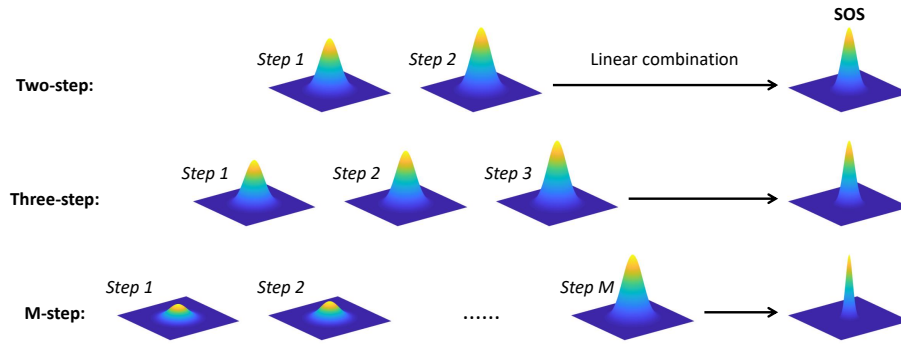 SOS
Two-step: Step 1 Step 2 Linear combination
Three-step: Step 1 Step 2 Step 3
M-step: Step 1 Step 2 ...... Step M